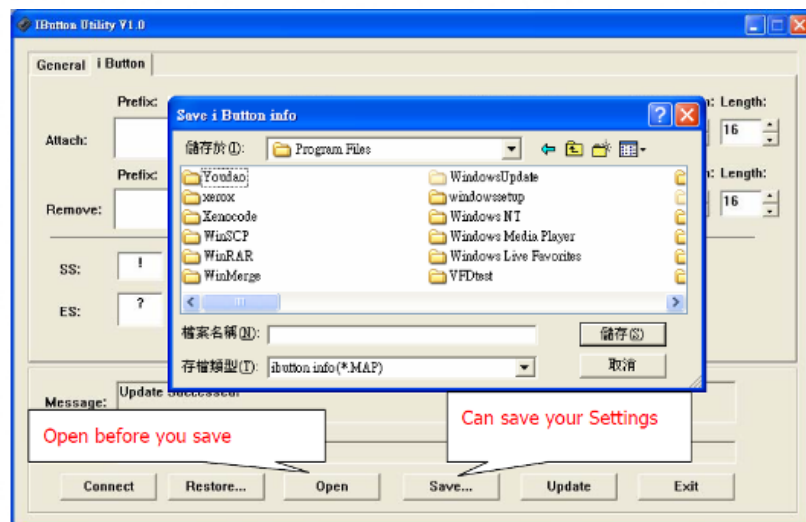 IButton Utility V1.0
General i Button
Prefix:
Length:
Attach:
16
Prefix:
Length:
Remove:
16
SS: !
ES: ?
Save i Button info
儲存於(I): Program Files
Youdao
xerox
Xenocode
WinSCP
WinRAR
WinMerge
WindowsUpdate
windowssetup
Windows NT
Windows Media Player
Windows Live Favorites
VFDtest
檔案名稱(N):
儲存(S)
存檔類型(T): ibutton info(*.MAP)
取消
Message:
Update
Open before you save
Can save your Settings
Connect Restore... Open Save... Update Exit